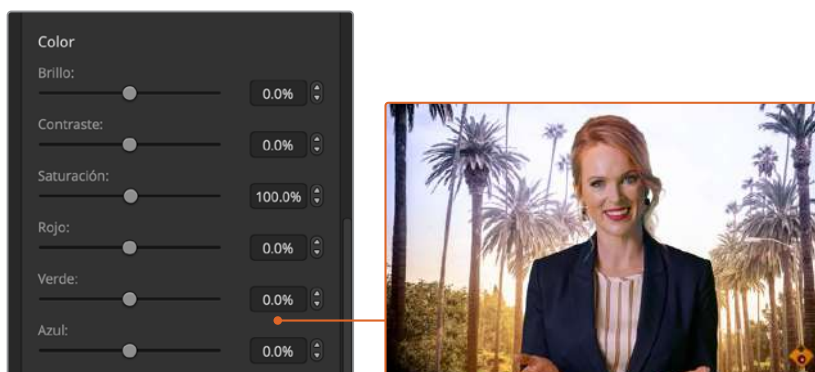 Color
Brillo:
0.0%
Contraste:
0.0%
Saturación:
100.0%
Rojo:
0.0%
Verde:
0.0%
Azul:
0.0%